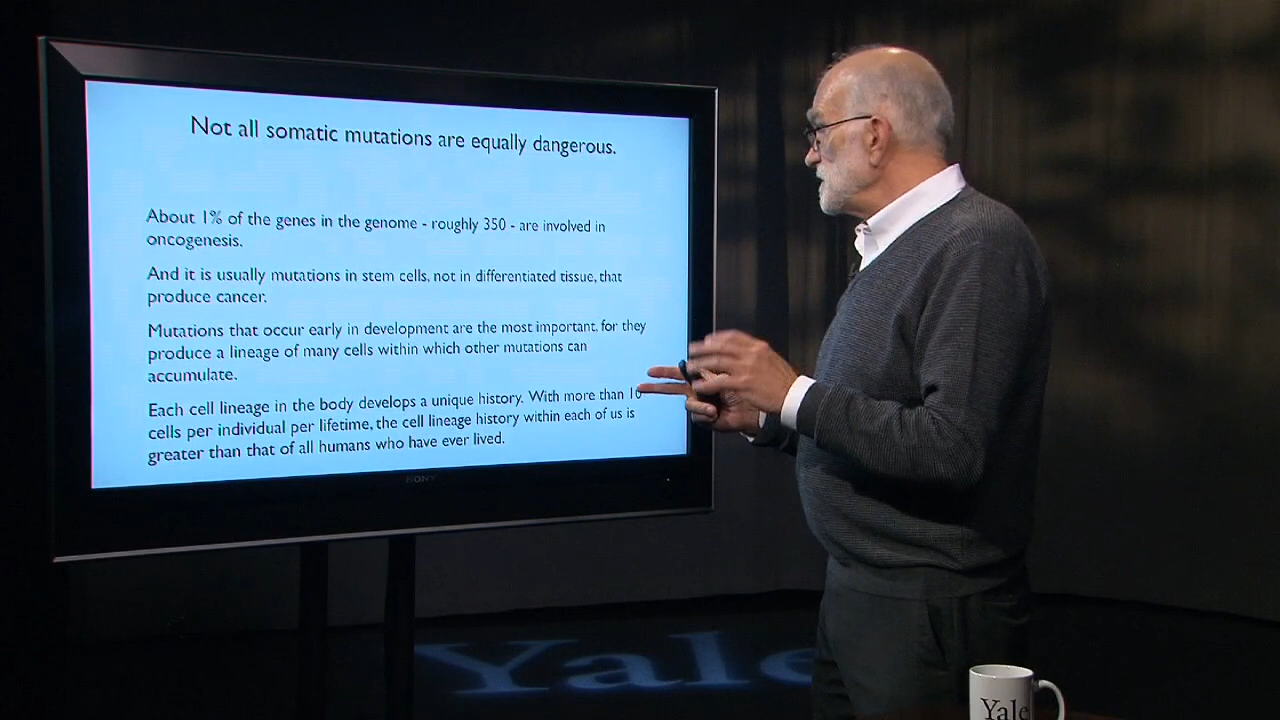 Not all somatic mutations are equally dangerous.
About 1% of the genes in the genome - roughly 350 - are involved in
oncogenesis.
And it is usually mutations in stem cells, not in differentiated tissue, that
produce cancer.
Mutations that occur early in development are the most important, for they
produce a lineage of many cells within which other mutations can
accumulate.
Each cell lineage in the body develops a unique history. With more than 10
cells per individual per lifetime, the cell lineage history within each of us is
greater than that of all humans who have ever lived.
SONY
Yale
Yale